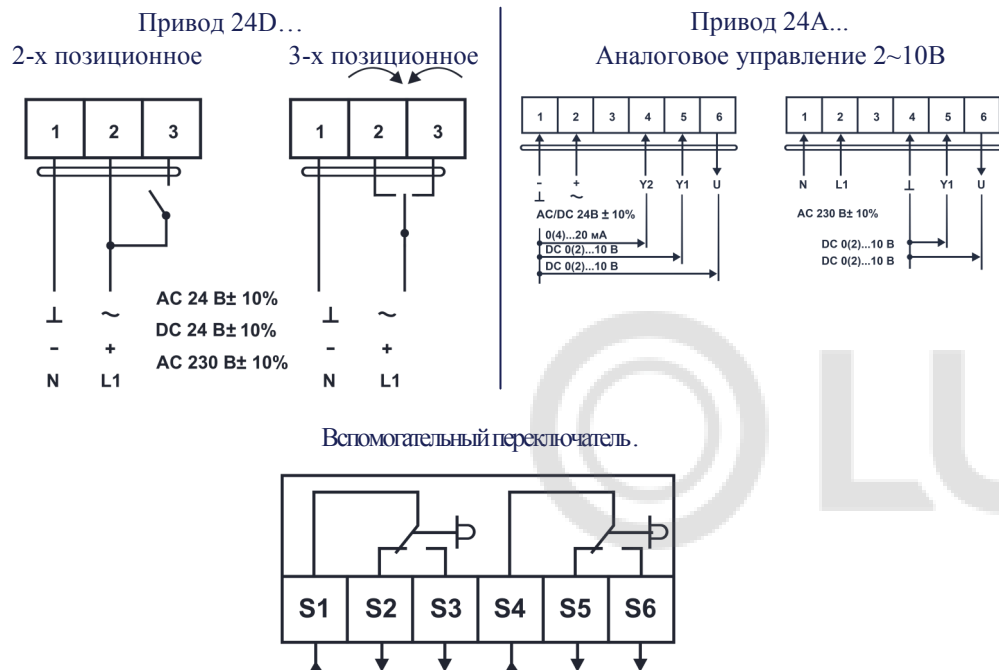 Привод 24D…
2-х позиционное
3-х позиционное
1 2 3
1 2 3
⊥ ~
- +
N L1
AC 24 В± 10%
DC 24 В± 10%
AC 230 В± 10%
⊥ ~
- +
N L1
Привод 24А...
Аналоговое управление 2~10В
1 2 3 4 5 6
- + Y2 Y1 U
⊥ ~
AC/DC 24В ± 10%
0(4)...20 мА
DC 0(2)...10 В
DC 0(2)...10 В
1 2 3 4 5 6
N L1 ⊥ Y1 U
AC 230 В± 10%
DC 0(2)...10 В
DC 0(2)...10 В
Вспомогательный переключатель.
S1 S2 S3 S4 S5 S6